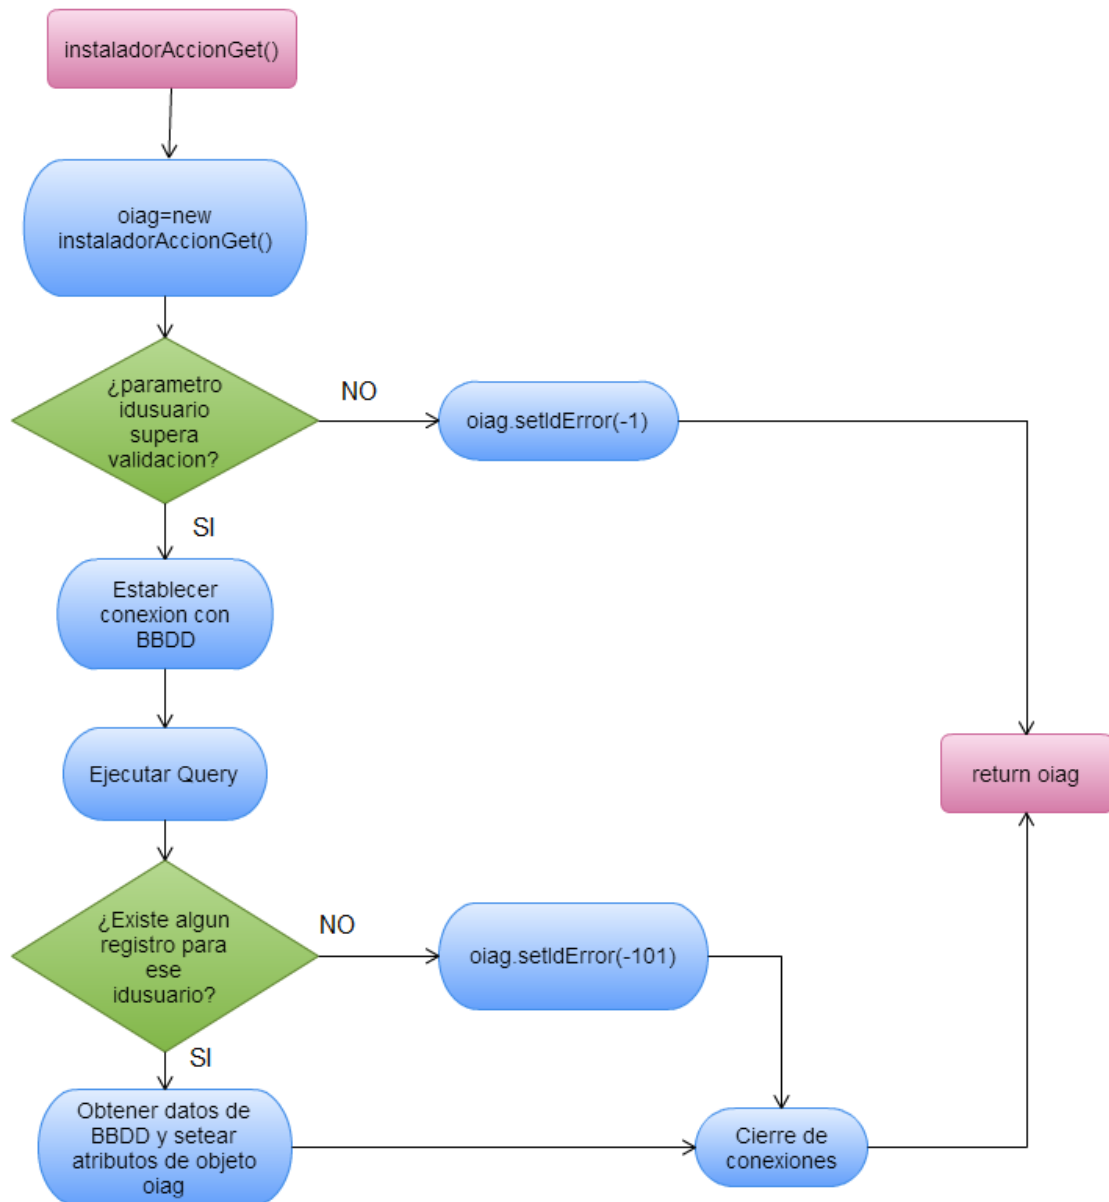 instaladorAccionGet()
oiag=new
instaladorAccionGet()
¿parametro
idusuario
supera
validacion?
NO
oiag.setIdError(-1)
SI
Establecer
conexion con
BBDD
Ejecutar Query
return oiag
¿Existe algun
registro para
ese
idusuario?
NO
oiag.setIdError(-101)
SI
Obtener datos de
BBDD y setear
atributos de objeto
oiag
Cierre de
conexiones